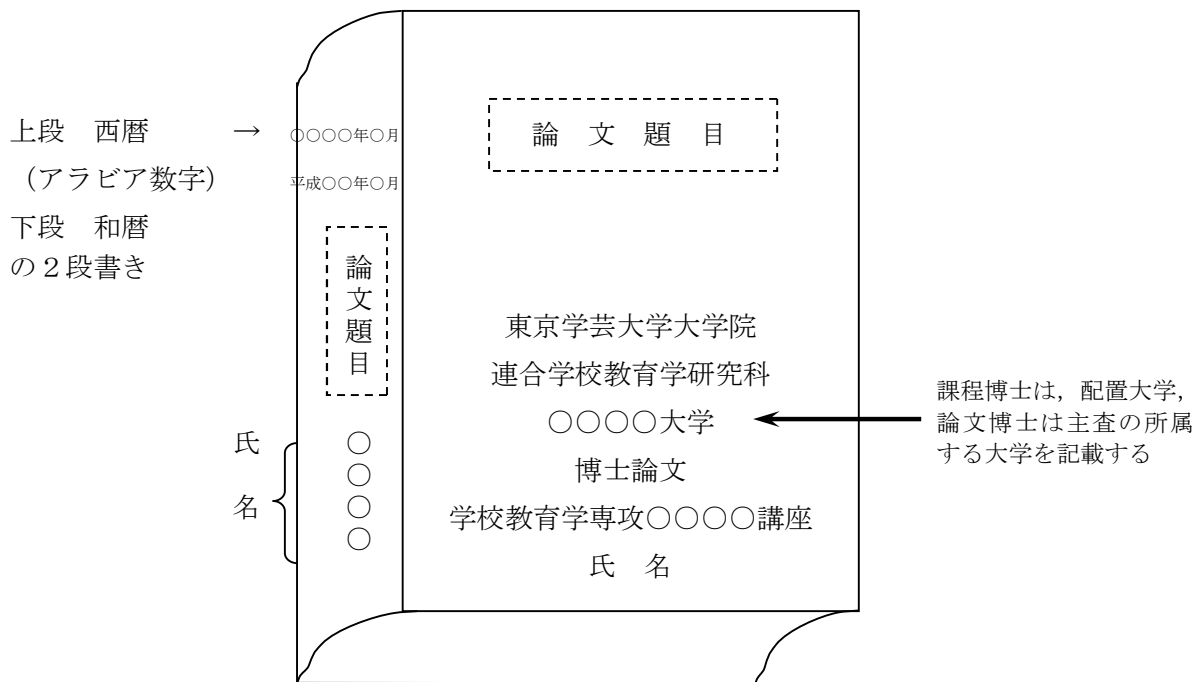 上段　西暦　　　→
（アラビア数字）
下段　和暦
の２段書き
○○○○年○月
平成○○年○月
論文題目
氏
名
○
○
○
○
論　文　題　目
東京学芸大学大学院
連合学校教育学研究科
○○○○大学
博士論文
学校教育学専攻○○○○講座
氏　名
課程博士は，配置大学，
論文博士は主査の所属
する大学を記載する